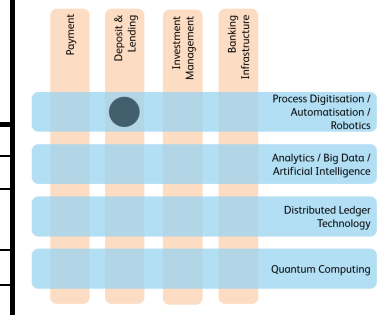 Payment
Deposit &
Lending
Investment
Management
Banking
Infrastructure
Process Digitisation /
Automatisation /
Robotics
Analytics / Big Data /
Artificial Intelligence
Distributed Ledger
Technology
Quantum Computing